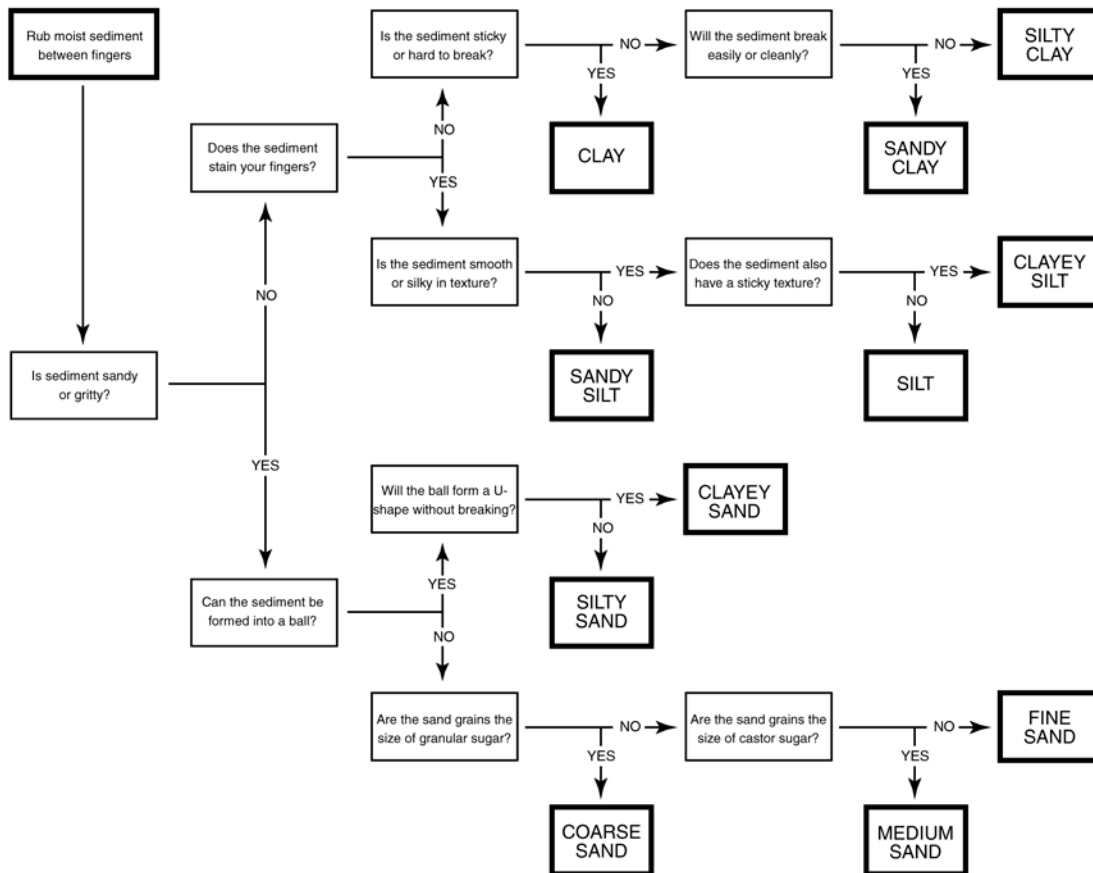 Rub moist sediment
between fingers
Is sediment sandy
or gritty?
NO
YES
Does the sediment
stain your fingers?
NO
YES
Is the sediment sticky
or hard to break?
NO
YES
CLAY
Will the sediment break
easily or cleanly?
NO
YES
SILTY
CLAY
SANDY
CLAY
Is the sediment smooth
or silky in texture?
YES
NO
SANDY
SILT
Does the sediment also
have a sticky texture?
YES
NO
CLAYEY
SILT
SILT
Can the sediment be
formed into a ball?
YES
NO
Will the ball form a U-
shape without breaking?
YES
NO
CLAYEY
SAND
SILTY
SAND
Are the sand grains the
size of granular sugar?
NO
YES
COARSE
SAND
Are the sand grains the
size of castor sugar?
NO
YES
FINE
SAND
MEDIUM
SAND